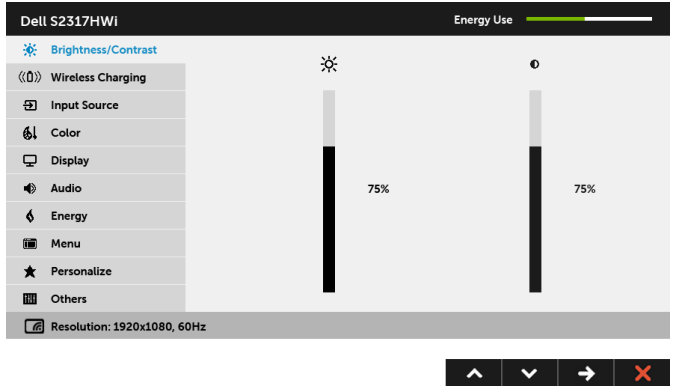 Dell S2317HWi
Energy Use
Brightness/Contrast
Wireless Charging
Input Source
Color
Display
Audio
Energy
Menu
Personalize
Others
75%
75%
Resolution: 1920x1080, 60Hz